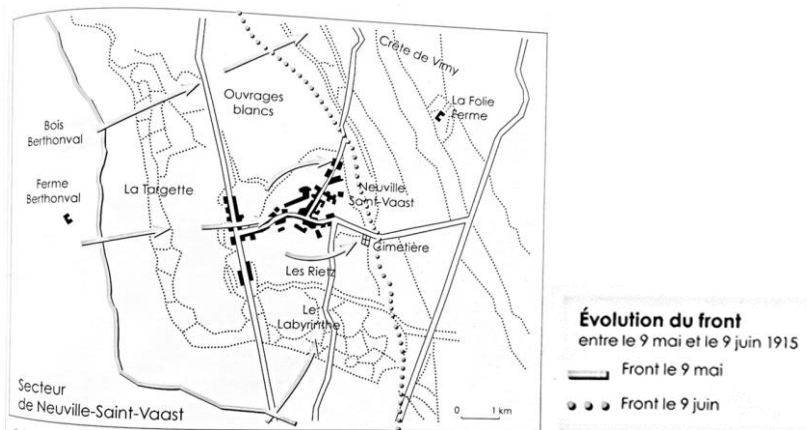 Crête de Vimy
Ouvrages
blancs
La Folie
Ferme
Bois
Berthonval
La Targette
Ferme
Berthonval
Neuville
Saint-Vaast
Cimetière
Les Rietz
Le
Labyrinthe
Secteur
de Neuville-Saint-Vaast
0 1 km
Évolution du front
entre le 9 mai et le 9 juin 1915
Front le 9 mai
Front le 9 juin